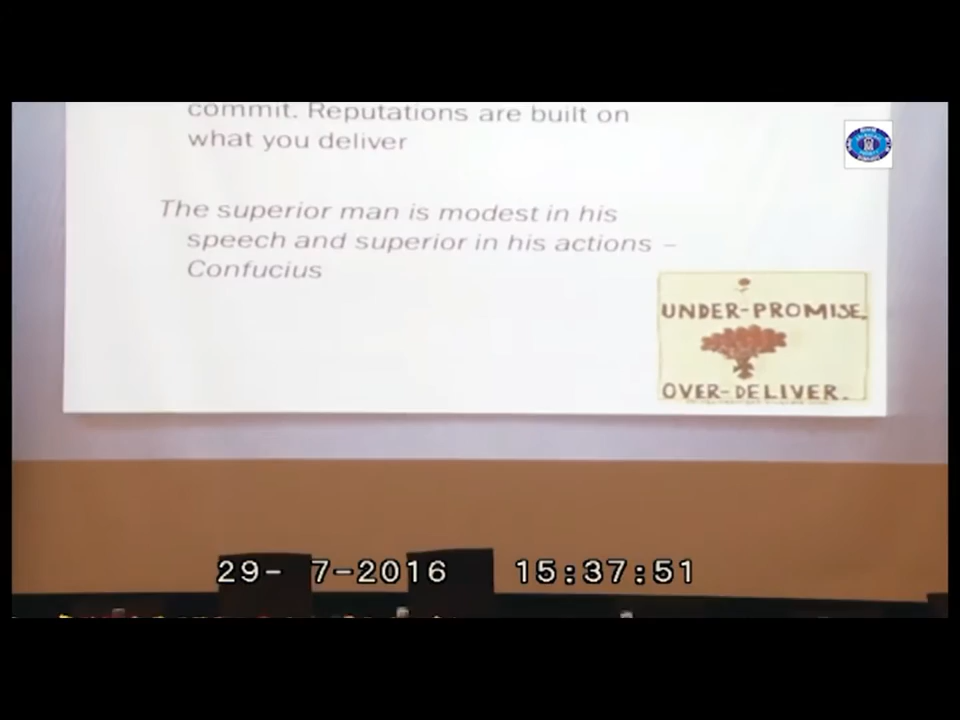 commit. Reputations are built on
what you deliver
The superior man is modest in his
speech and superior in his actions –
Confucius
UNDER-PROMISE.
OVER-DELIVER.
29- 7-2016 15:37:51